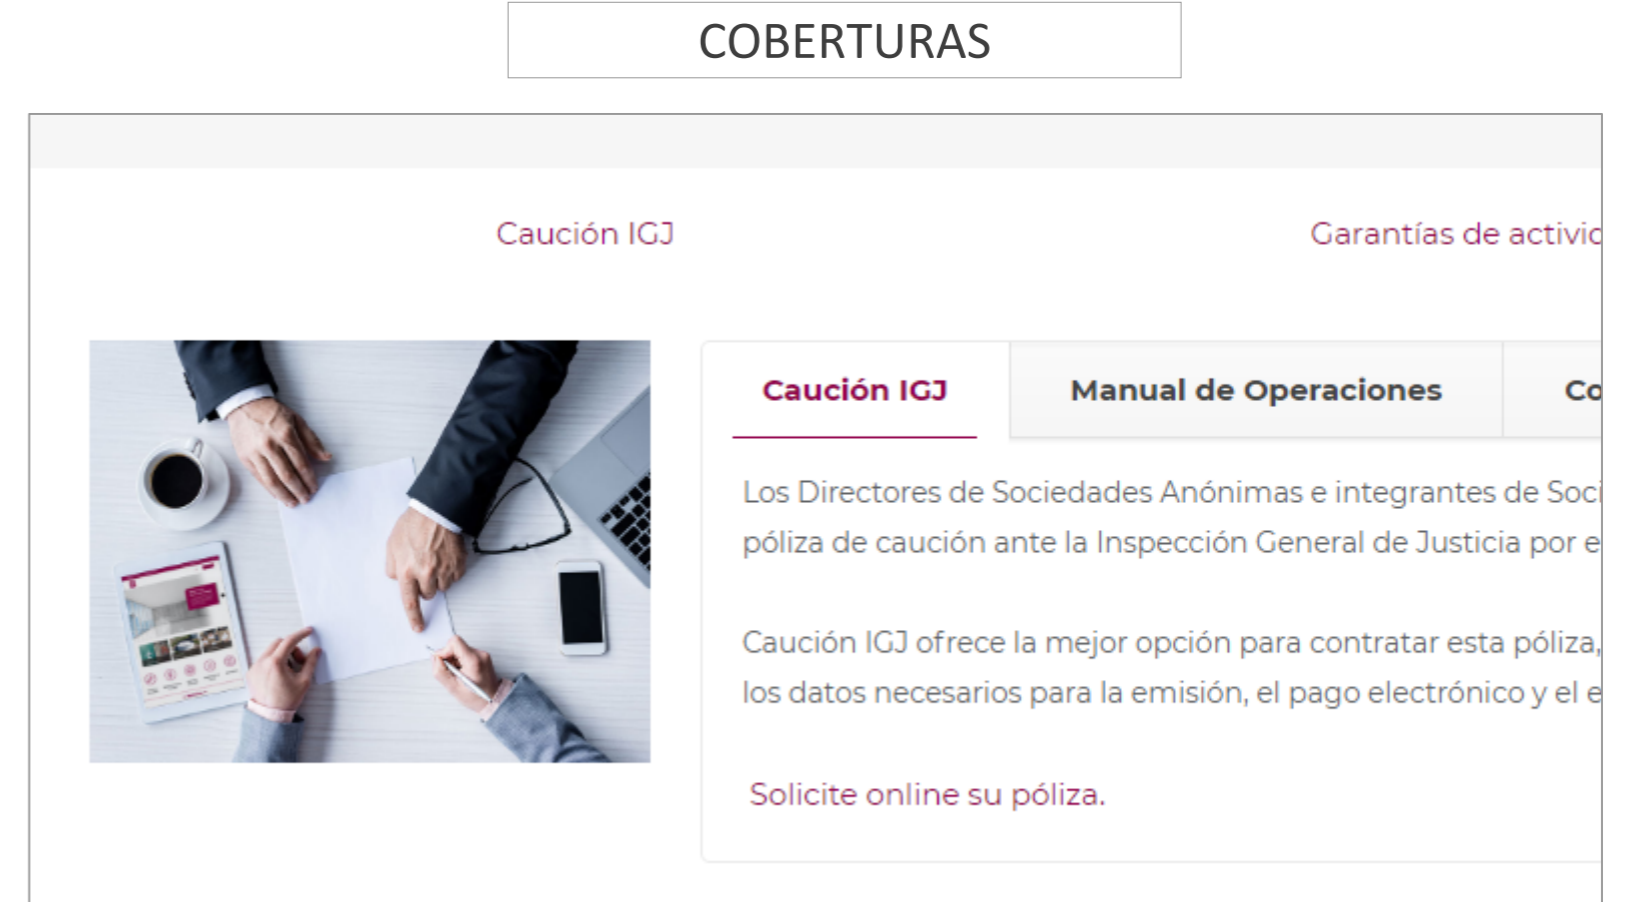 COBERTURAS
Caución IGJ
Garantías de activic
Caución IGJ
Manual de Operaciones
Co
Los Directores de Sociedades Anónimas e integrantes de Soci
póliza de caución ante la Inspección General de Justicia por e
Caución IGJ ofrece la mejor opción para contratar esta póliza,
los datos necesarios para la emisión, el pago electrónico y el e
Solicite online su póliza.